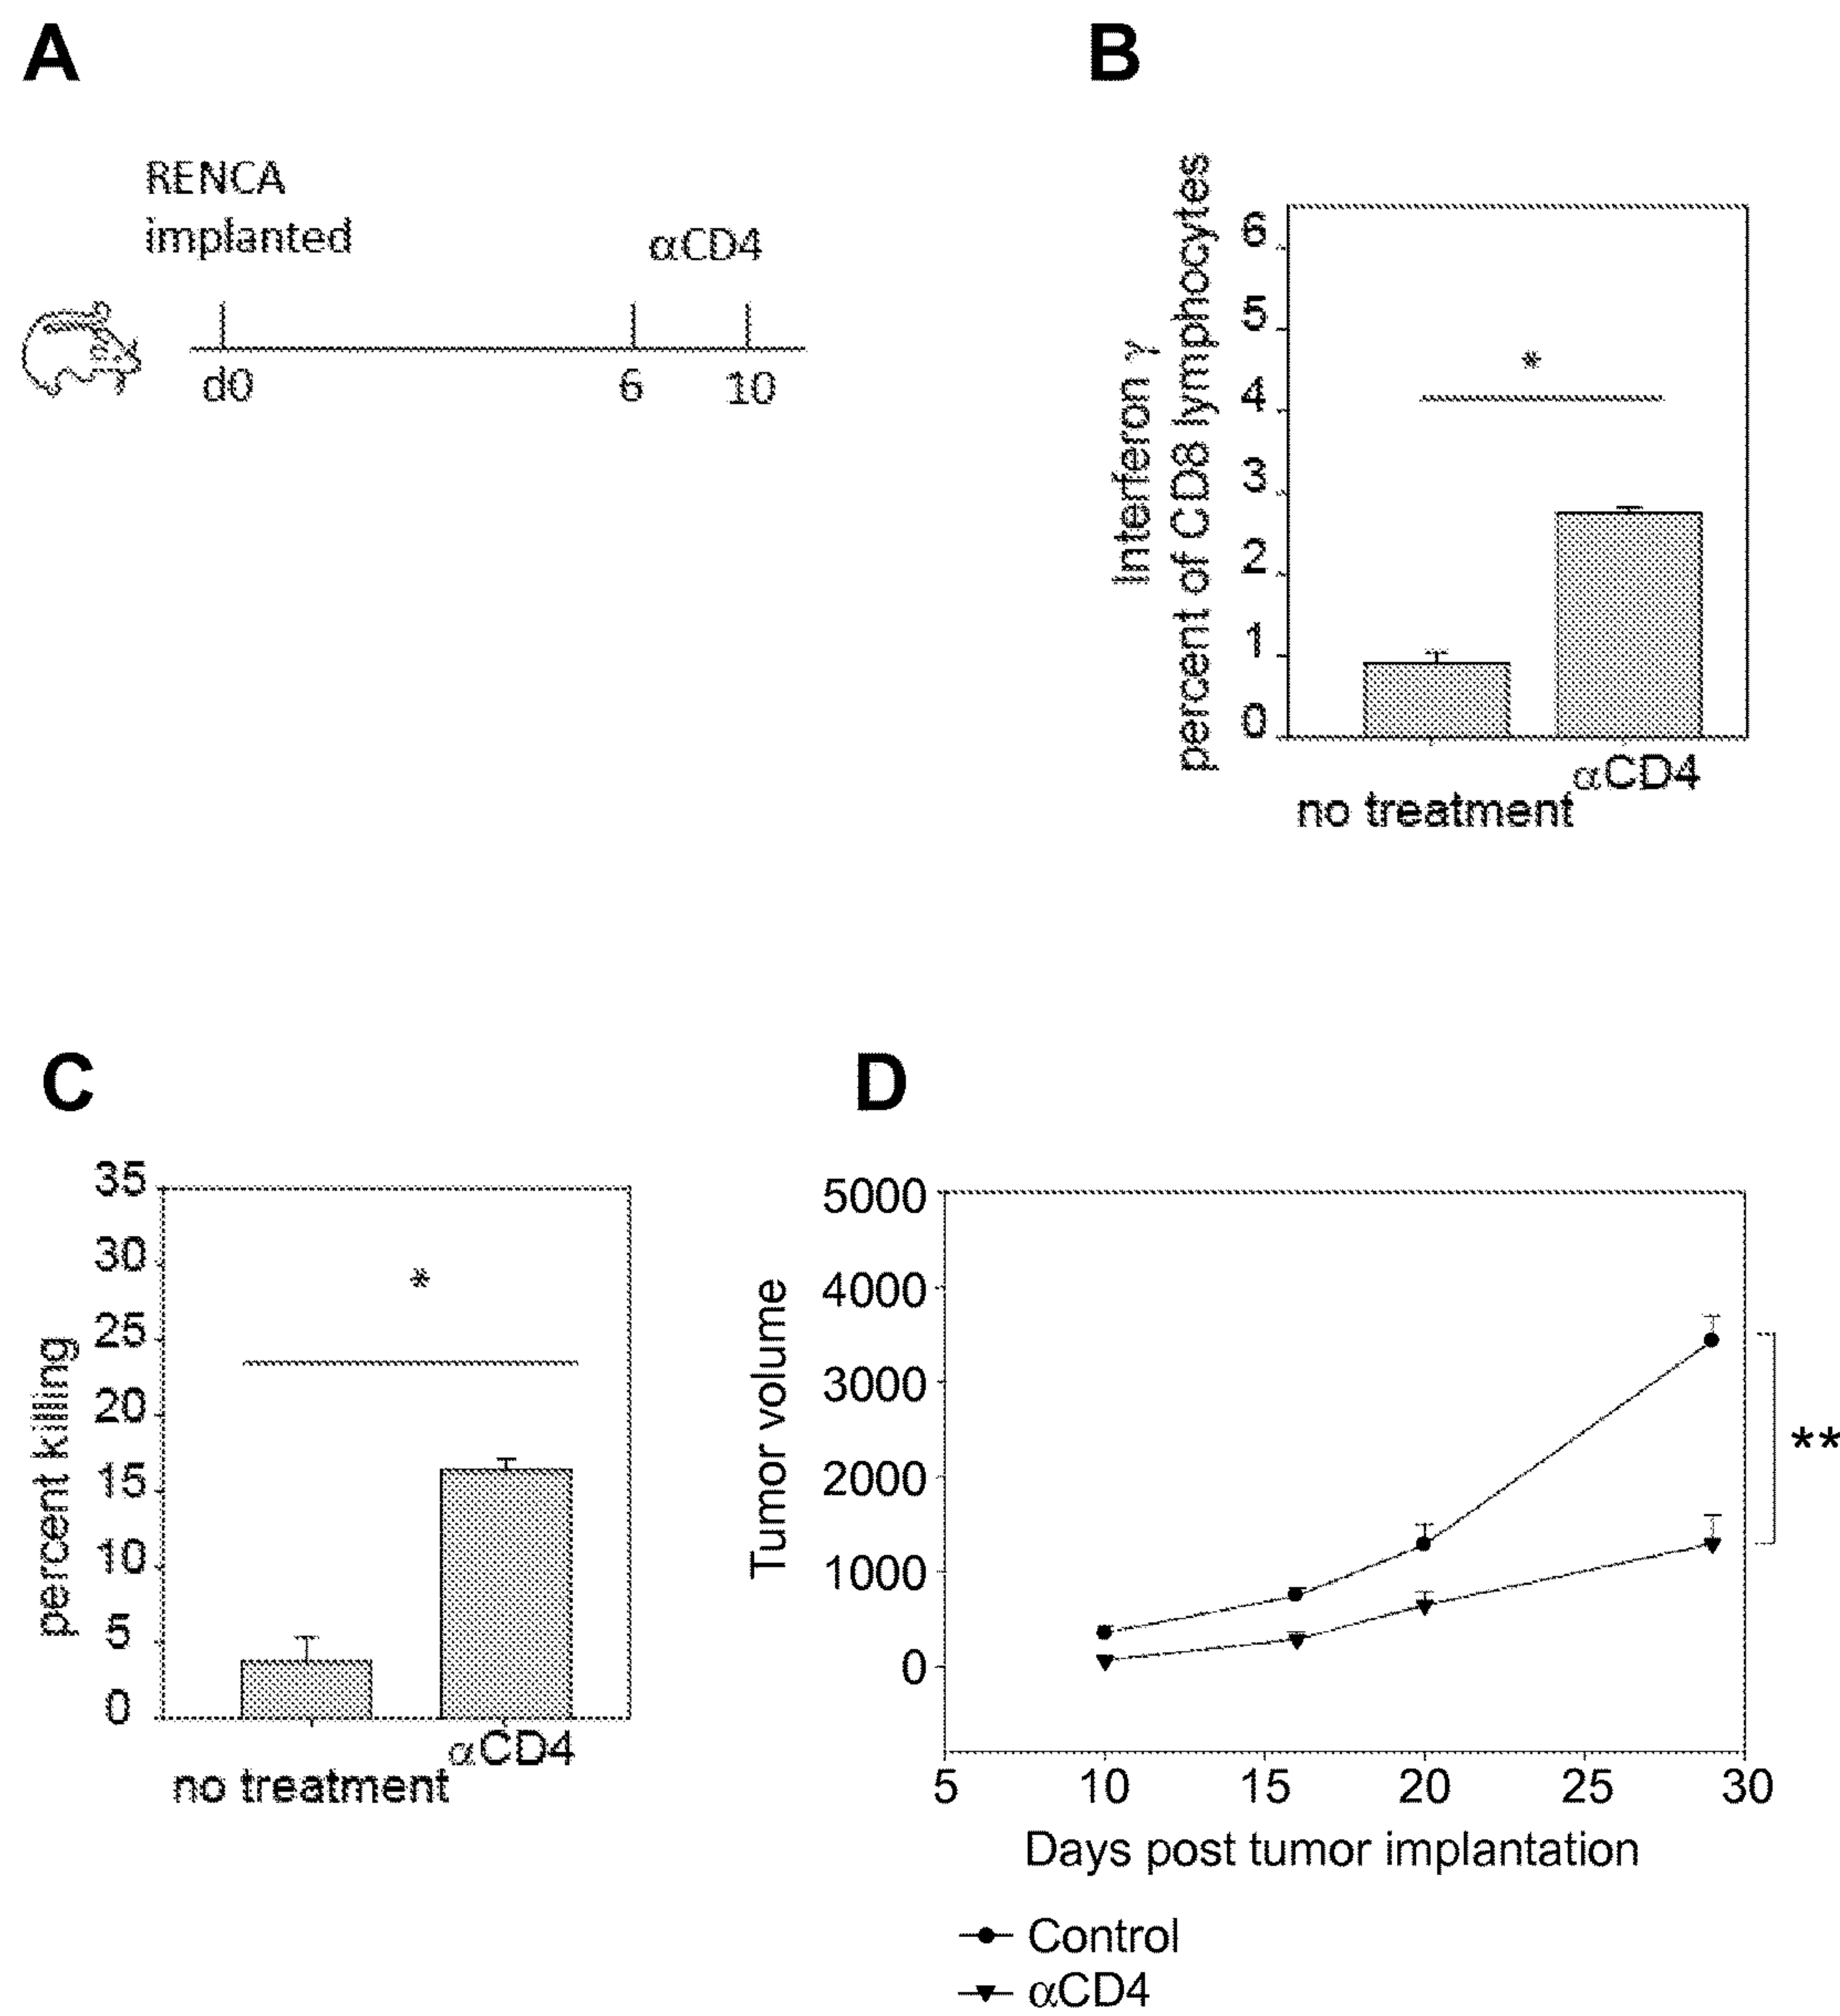 A
RENCA
implanted
αCD4
d0
6
10
B
Interferon γ
percent of CD8 lymphocytes
6
5
4
3
2
1
0
*
αCD4
no treatment
C
percent killing
35
30
25
20
15
10
5
0
*
αCD4
no treatment
D
Tumor volume
5000
4000
3000
2000
1000
0
**
5 10 15 20 25 30
Days post tumor implantation
Control
αCD4